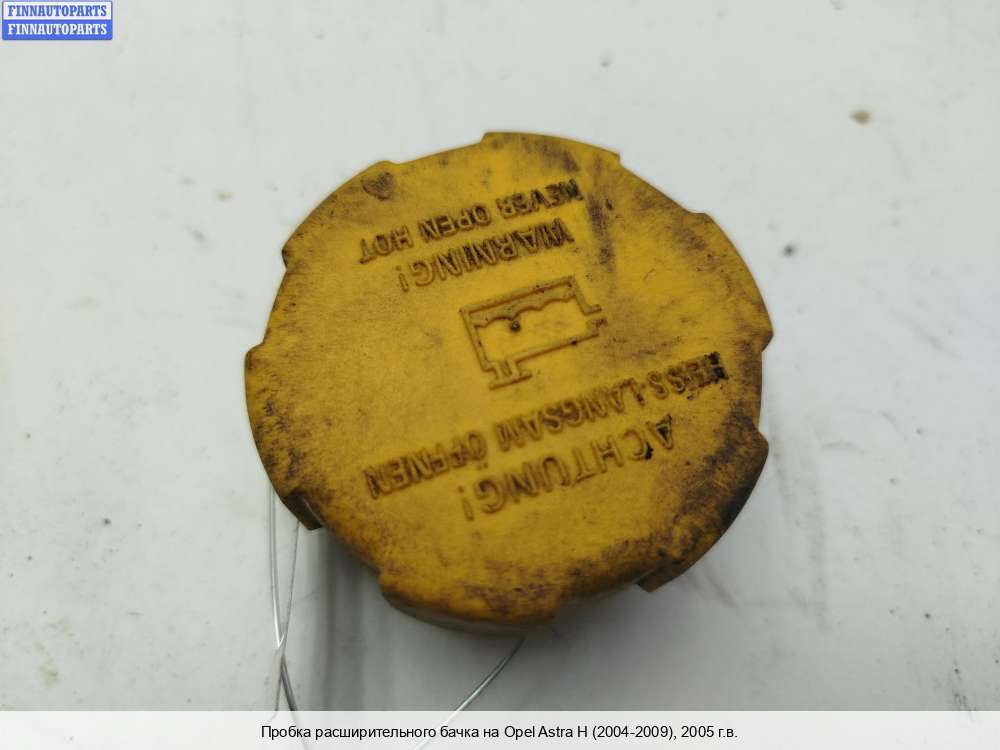 FINNAUTOPARTS
FINNAUTOPARTS
ACHTUNG!
HEISS-LANGSAM ÖFFNEN
WARNING!
NEVER OPEN HOT
Пробка расширительного бачка на Opel Astra H (2004-2009), 2005 г.в.